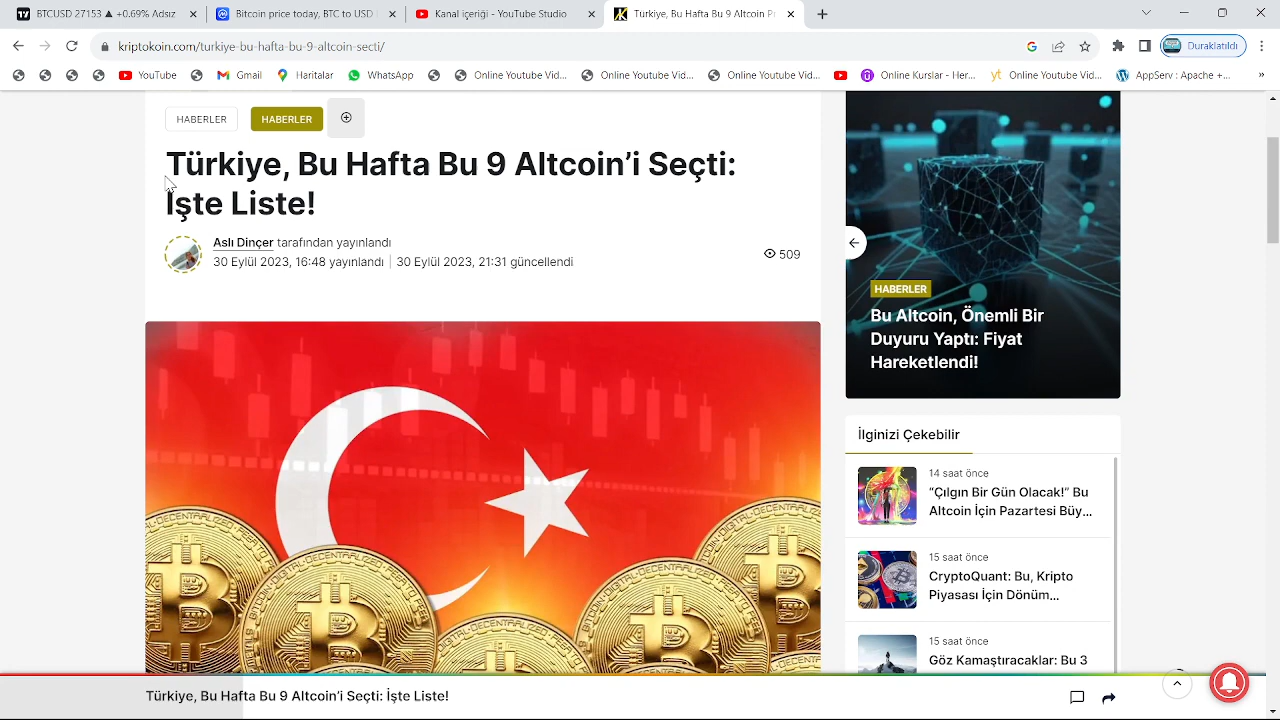 BTCUSD 27153 ▲ +0.69% Adsız
Bitcoin price today, BTC to USD
Kanal içeriği - YouTube Studio
Türkiye, Bu Hafta Bu 9 Altcoin Pi
kriptokoin.com/turkiye-bu-hafta-bu-9-altcoin-secti/
Duraklatıldı
YouTube
Gmail
Haritalar
WhatsApp
Online Youtube Vid...
Online Youtube Vid...
Online Youtube Vid...
Online Kurslar - Her...
yt Online Youtube Vid...
AppServ : Apache +...
»
HABERLER
HABERLER
Türkiye, Bu Hafta Bu 9 Altcoin’i Seçti:
İşte Liste!
Aslı Dinçer tarafından yayınlandı
30 Eylül 2023, 16:48 yayınlandı | 30 Eylül 2023, 21:31 güncellendi
509
HABERLER
Bu Altcoin, Önemli Bir
Duyuru Yaptı: Fiyat
Hareketlendi!
İlginizi Çekebilir
14 saat önce
“Çılgın Bir Gün Olacak!” Bu
Altcoin İçin Pazartesi Büy...
15 saat önce
CryptoQuant: Bu, Kripto
Piyasası İçin Dönüm...
15 saat önce
Göz Kamaştıracaklar: Bu 3
Türkiye, Bu Hafta Bu 9 Altcoin’i Seçti: İşte Liste!